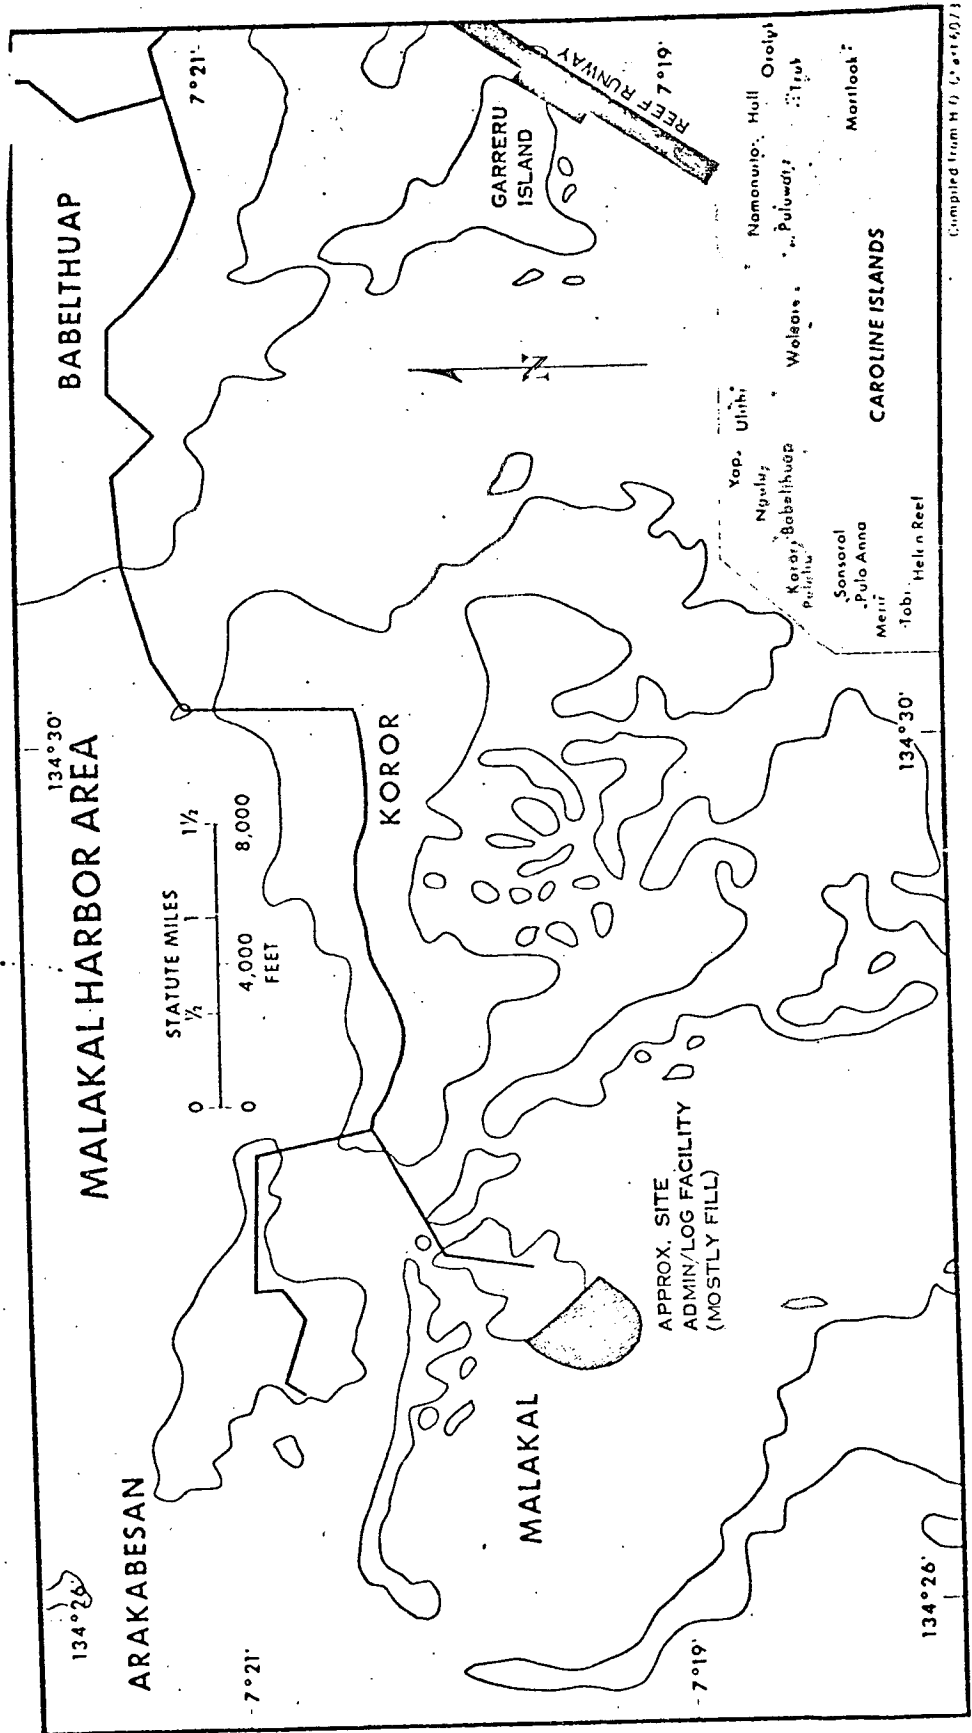 MALAKAL HARBOR AREA
134°26'
134°30'
ARAKABESAN
BABELTHUAP
STATUTE MILES
0 ½ 1 1½
0 4,000 8,000
FEET
7°21'
7°21'
KOROR
GARRERU
ISLAND
REEF RUNWAY
MALAKAL
APPROX. SITE
ADMIN/LOG FACILITY
(MOSTLY FILL)
N
7°19'
7°19'
Yap
Ulithi
Ngulu
Koror
Babelthuap
Namonuito
Hall
Puluwat
Truk
Woleai
Sonsorol
Pulo Anna
Merir
Tobi
Helen Reef
Mortlock
CAROLINE ISLANDS
134°26'
134°30'
Compiled from H.O.